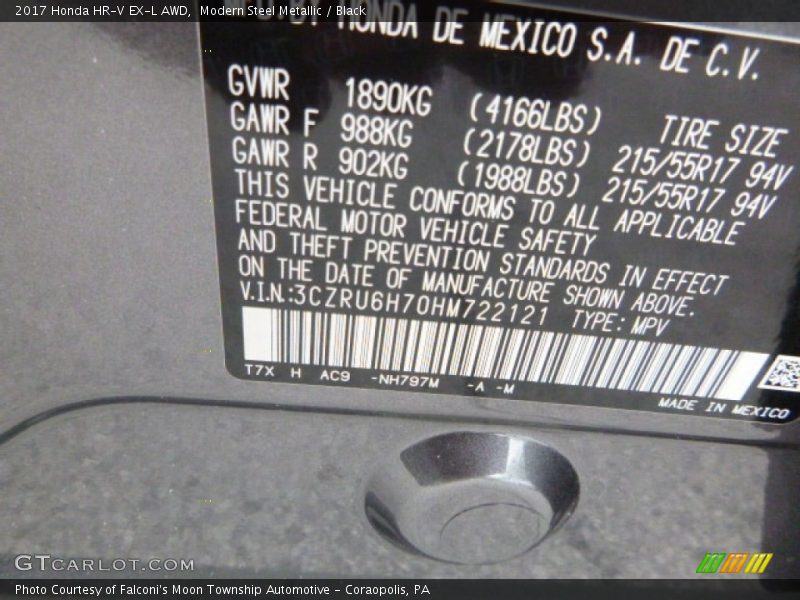 2017 Honda HR-V EX-L AWD, Modern Steel Metallic / Black
HONDA DE MEXICO S.A. DE C.V.
GVWR 1890KG (4166LBS) TIRE SIZE
GAWR F 988KG (2178LBS) 215/55R17 94V
GAWR R 902KG (1988LBS) 215/55R17 94V
THIS VEHICLE CONFORMS TO ALL APPLICABLE
FEDERAL MOTOR VEHICLE SAFETY
AND THEFT PREVENTION STANDARDS IN EFFECT
ON THE DATE OF MANUFACTURE SHOWN ABOVE.
V.I.N.:3CZRU6H70HM722121 TYPE: MPV
T7X H AC9 -NH797M -A -M
MADE IN MEXICO
GTCARLOT.COM
Photo Courtesy of Falconi's Moon Township Automotive - Coraopolis, PA